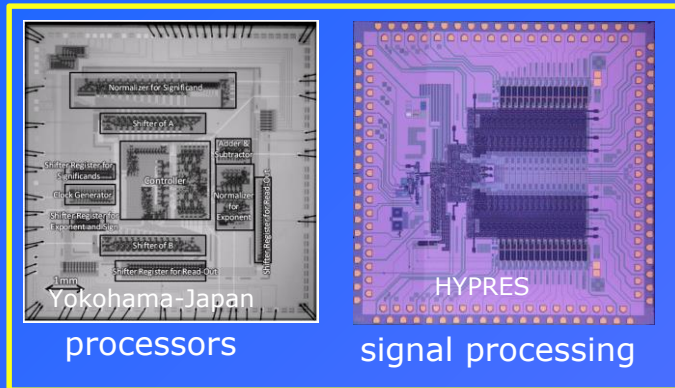 Normalizer for Significand
Shifter of A
Adder &
Subtractor
Shifter Register for
Significands
Controller
Clock Generator
Normalizer
for
Exponent
Shifter Register for
Exponent and Sign
Shifter Register for Read-Out
Shifter of B
Shifter Register for Read-Out
1mm
Yokohama-Japan
HYPRES
processors
signal processing